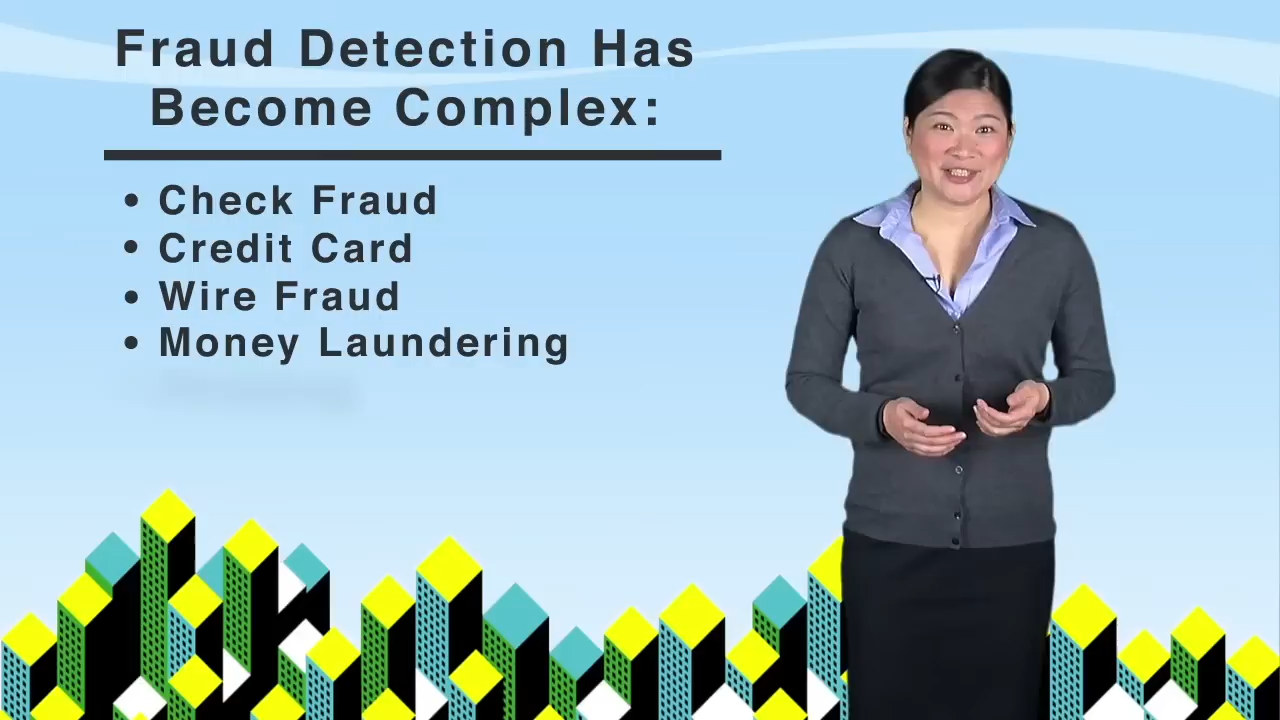 Fraud Detection Has
Become Complex:
• Check Fraud
• Credit Card
• Wire Fraud
• Money Laundering